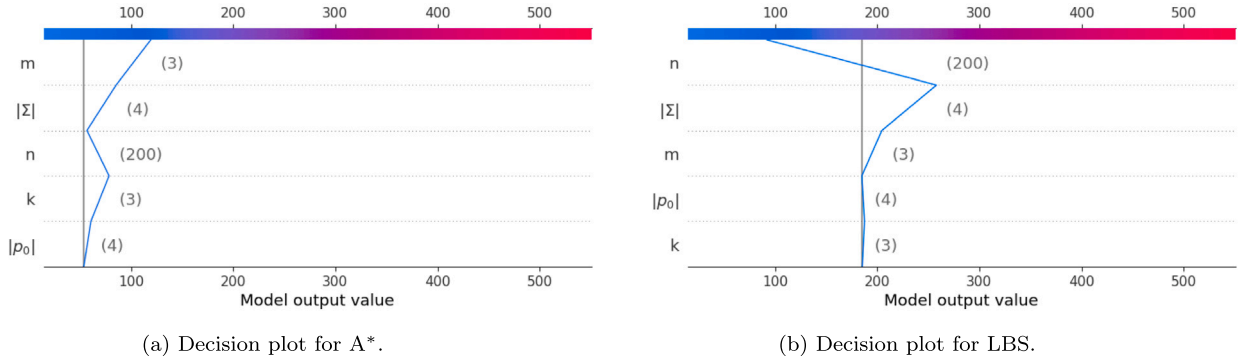 100 200 300 400 500
m (3)
|Σ| (4)
n (200)
k (3)
|p₀| (4)
100 200 300 400 500
Model output value
(a) Decision plot for A*.
100 200 300 400 500
n (200)
|Σ| (4)
m (3)
|p₀| (4)
k (3)
100 200 300 400 500
Model output value
(b) Decision plot for LBS.